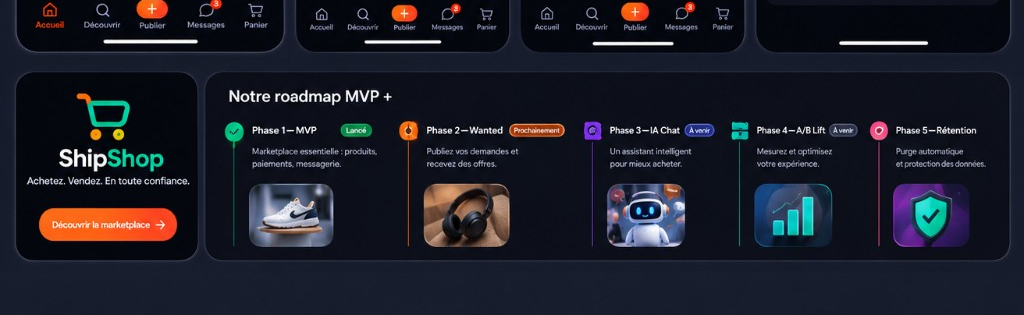 3
Accueil Découvrir Publier Messages Panier
3
Accueil Découvrir Publier Messages Panier
3
Accueil Découvrir Publier Messages Panier
ShipShop
Achetez. Vendez. En toute confiance.
Découvrir la marketplace →
Notre roadmap MVP +
Phase 1—MVP Lancé
Marketplace essentielle : produits,
paiements, messagerie.
Phase 2—Wanted Prochainement
Publiez vos demandes et
recevez des offres.
Phase 3—IA Chat À venir
Un assistant intelligent
pour mieux acheter.
Phase 4—A/B Lift À venir
Mesurez et optimisez
votre expérience.
Phase 5—Rétention
Purge automatique
et protection des données.